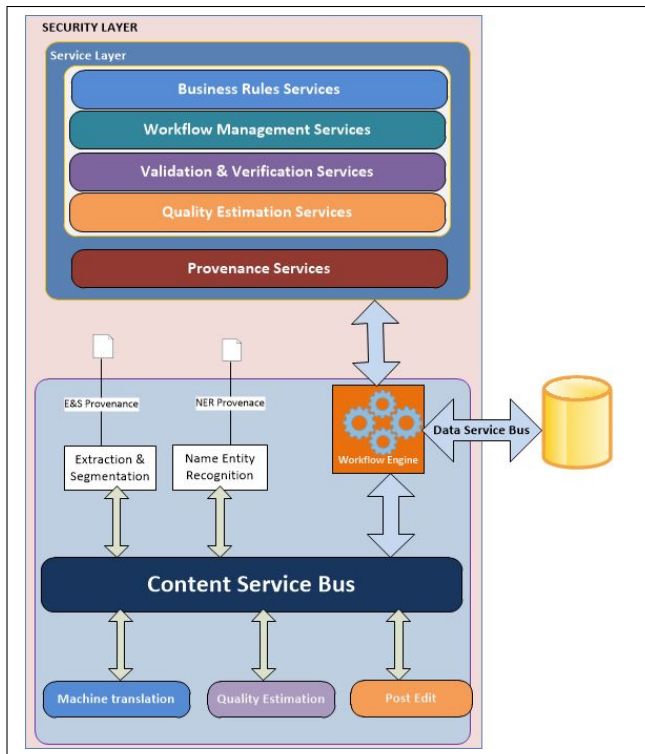 SECURITY LAYER
Service Layer
Business Rules Services
Workflow Management Services
Validation & Verification Services
Quality Estimation Services
Provenance Services
E&S Provenance
NER Provenace
Extraction &
Segmentation
Name Entity
Recognition
Workflow Engine
Data Service Bus
Content Service Bus
Machine translation
Quality Estimation
Post Edit